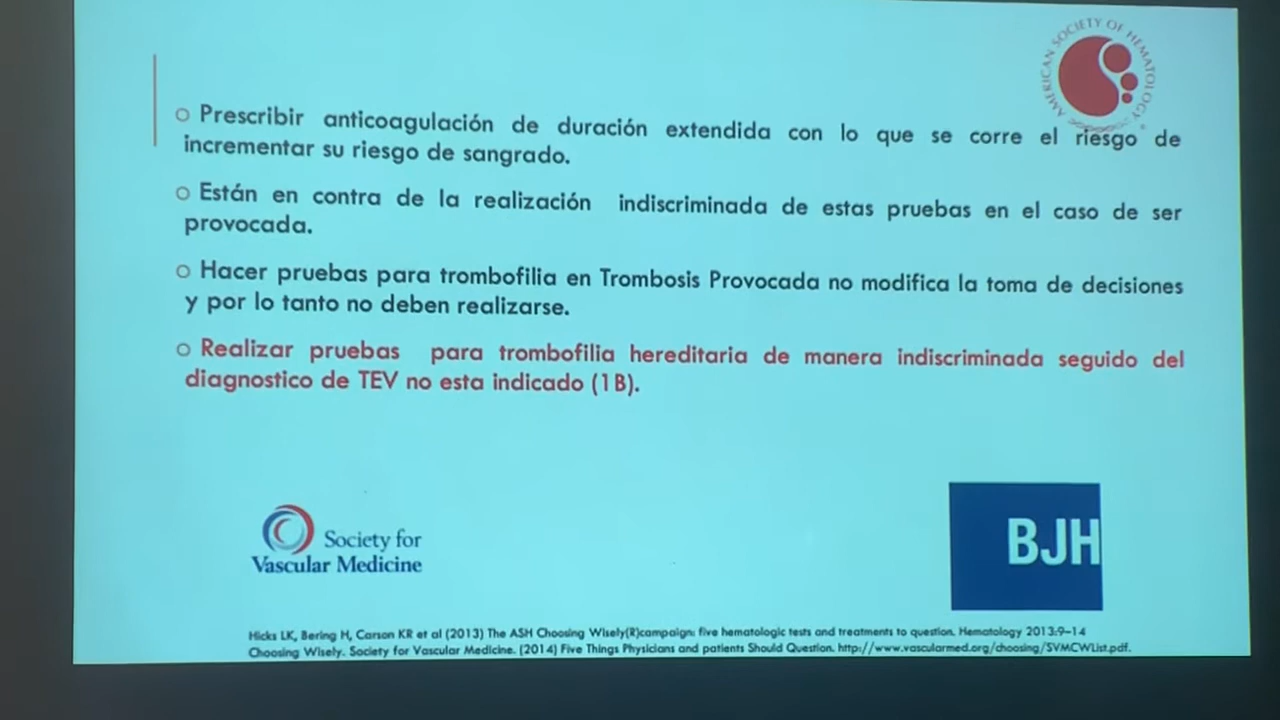 AMERICAN SOCIETY OF HEMATOLOGY
○ Prescribir anticoagulación de duración extendida con lo que se corre el riesgo de
incrementar su riesgo de sangrado.
○ Están en contra de la realización indiscriminada de estas pruebas en el caso de ser
provocada.
○ Hacer pruebas para trombofilia en Trombosis Provocada no modifica la toma de decisiones
y por lo tanto no deben realizarse.
○ Realizar pruebas para trombofilia hereditaria de manera indiscriminada seguido del
diagnostico de TEV no esta indicado (1B).
Society for
Vascular Medicine
BJH
Hicks LK, Bering H, Carson KR et al (2013) The ASH Choosing Wisely(R)campaign: five hematologic tests and treatments to question. Hematology 2013:9-14
Choosing Wisely. Society for Vascular Medicine. (2014) Five Things Physicians and patients Should Question. http://www.vascularmed.org/choosing/SVMCWList.pdf.